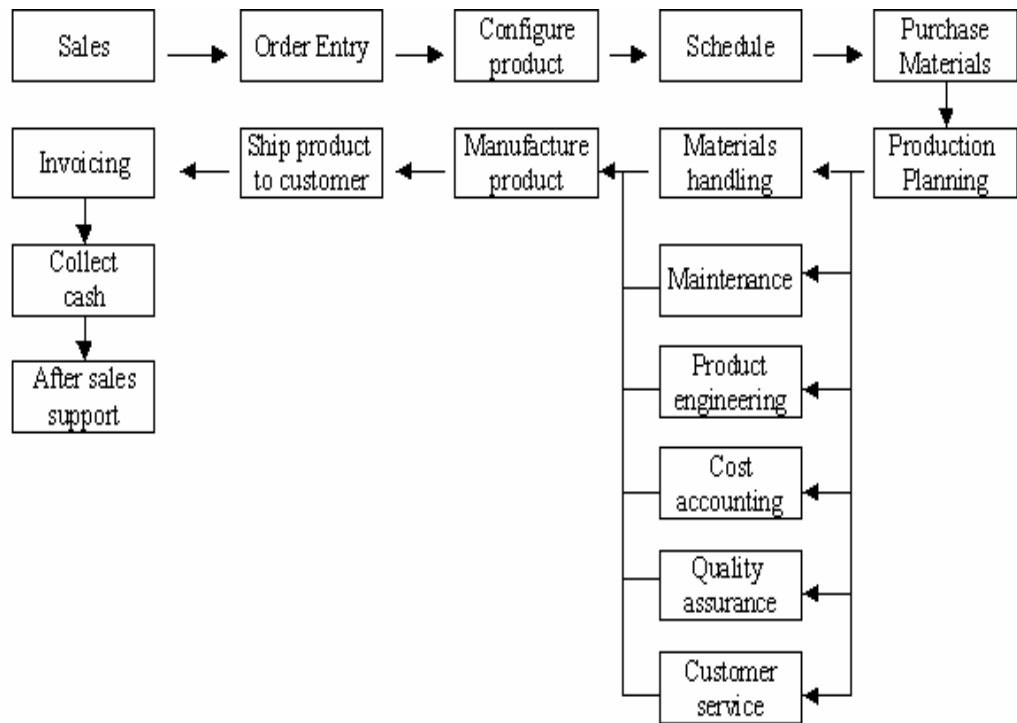 Sales
Order Entry
Configure
product
Schedule
Purchase
Materials
Invoicing
Ship product
to customer
Manufacture
product
Materials
handling
Production
Planning
Collect
cash
Maintenance
After sales
support
Product
engineering
Cost
accounting
Quality
assurance
Customer
service